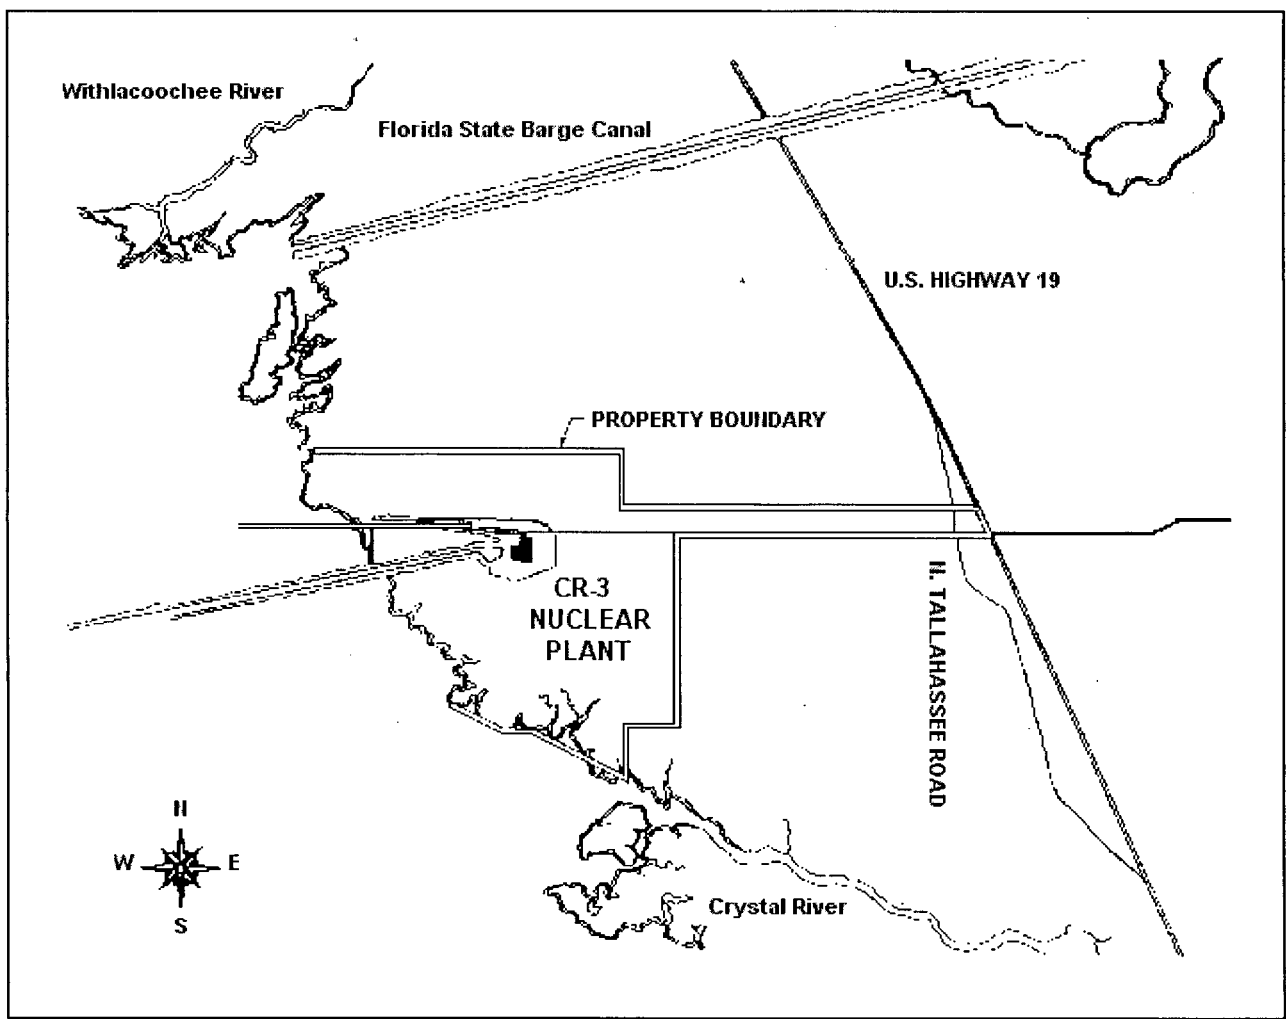 Withlacoochee River
Florida State Barge Canal
U.S. HIGHWAY 19
PROPERTY BOUNDARY
CR-3
NUCLEAR
PLANT
N. TALLAHASSEE ROAD
N
W E
S
Crystal River